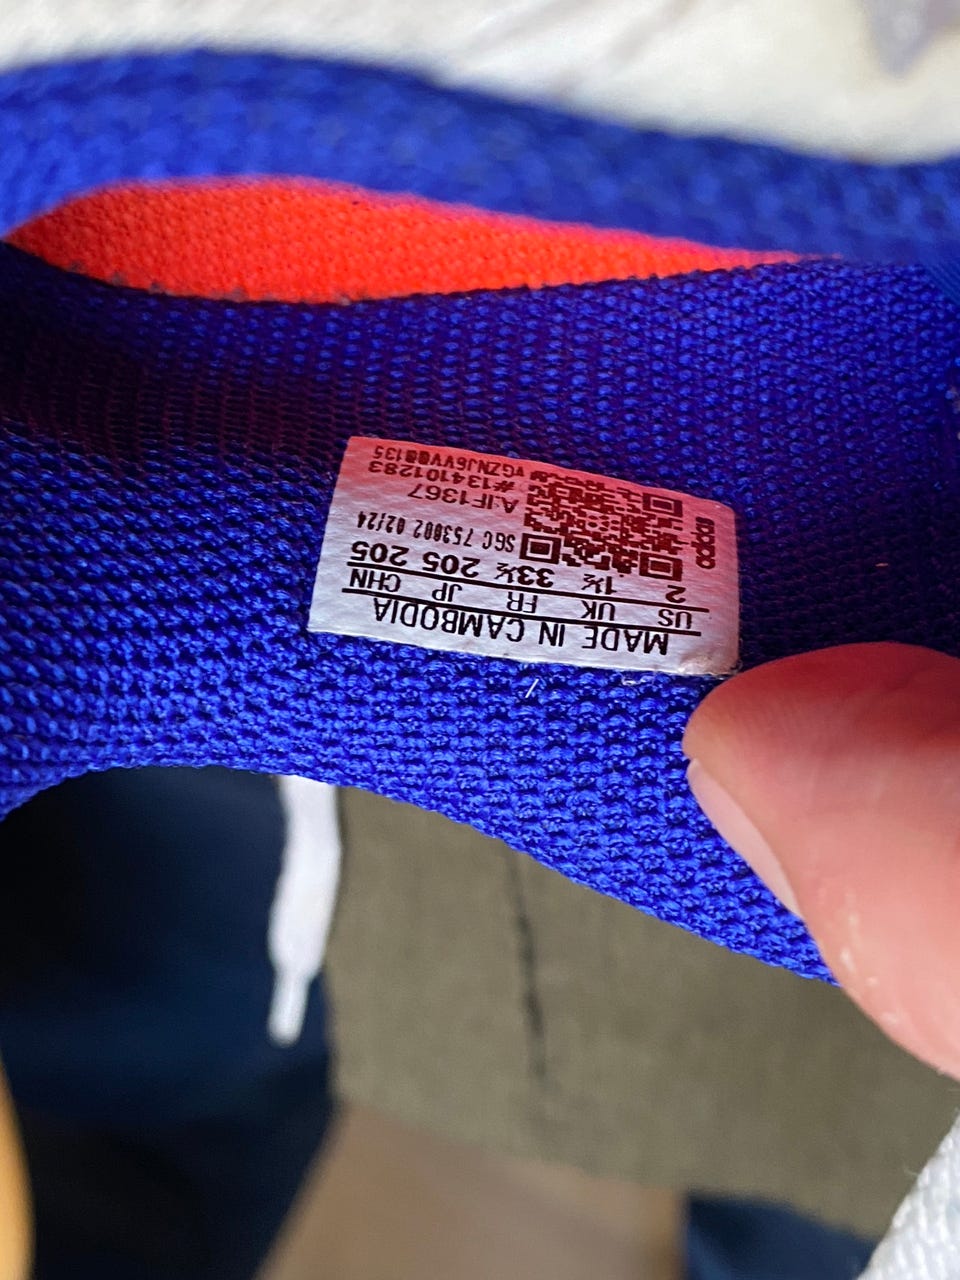 MADE IN CAMBODIA
US UK FR JP CHN
2 1½ 33½ 205 205
SGC 753002 02/24
A.IF1367
#134101283
adidas